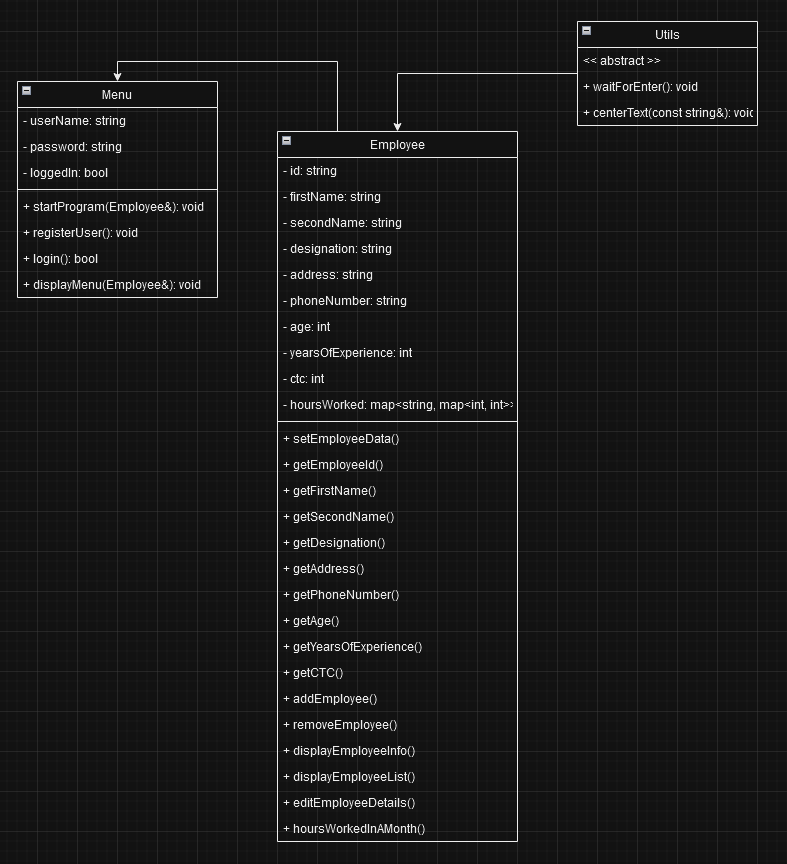 Menu
- userName: string
- password: string
- loggedIn: bool
+ startProgram(Employee&): void
+ registerUser(): void
+ login(): bool
+ displayMenu(Employee&): void
Employee
- id: string
- firstName: string
- secondName: string
- designation: string
- address: string
- phoneNumber: string
- age: int
- yearsOfExperience: int
- ctc: int
- hoursWorked: map<string, map<int, int>>
+ setEmployeeData()
+ getEmployeeId()
+ getFirstName()
+ getSecondName()
+ getDesignation()
+ getAddress()
+ getPhoneNumber()
+ getAge()
+ getYearsOfExperience()
+ getCTC()
+ addEmployee()
+ removeEmployee()
+ displayEmployeeInfo()
+ displayEmployeeList()
+ editEmployeeDetails()
+ hoursWorkedInAMonth()
Utils
<< abstract >>
+ waitForEnter(): void
+ centerText(const string&): void